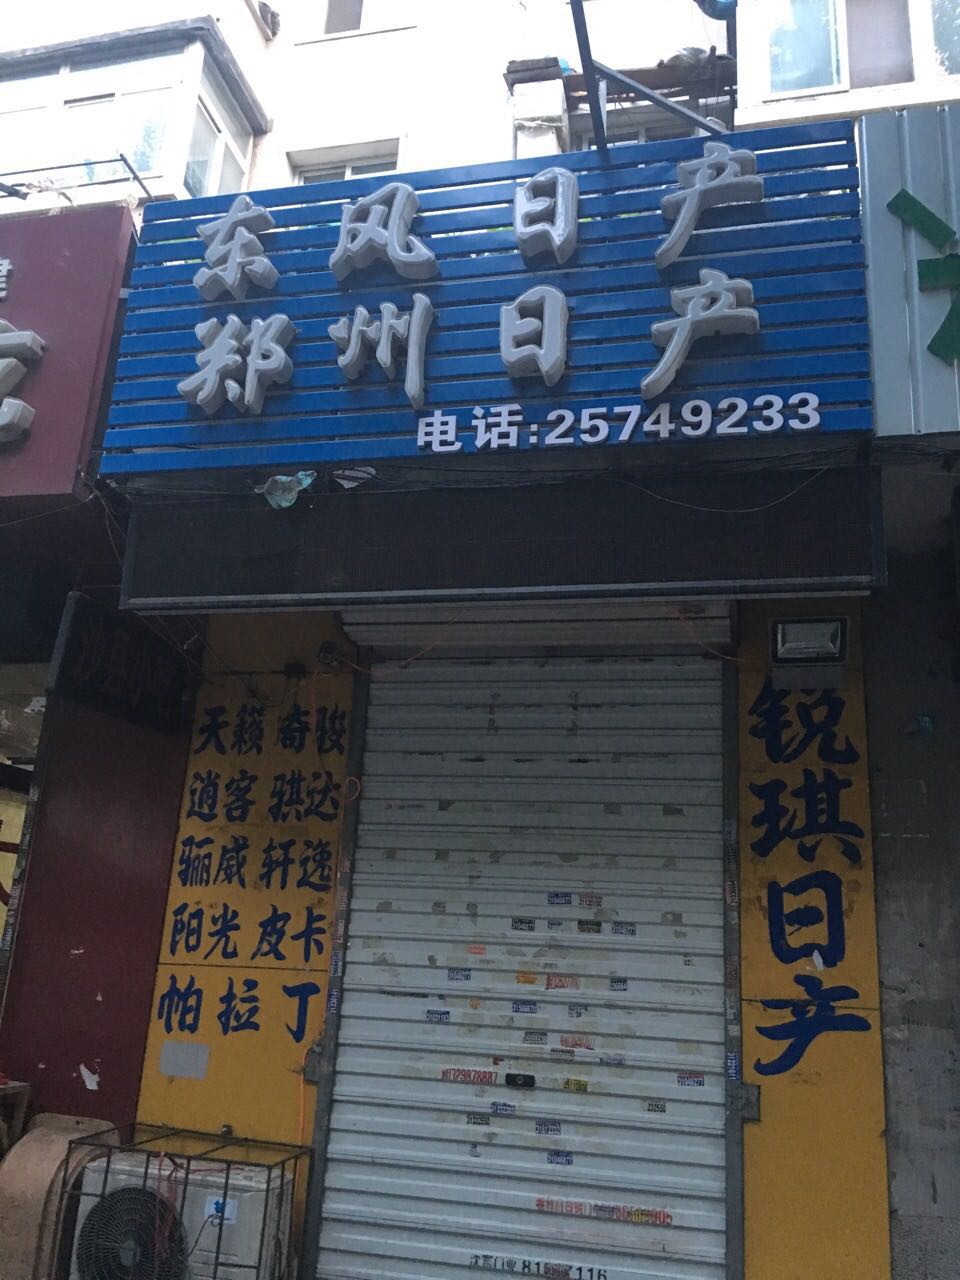 东风日产
郑州日产
电话:25749233
天籁 奇骏
逍客 骐达
骊威 轩逸
阳光 皮卡
帕拉丁
锐琪日产
29878887